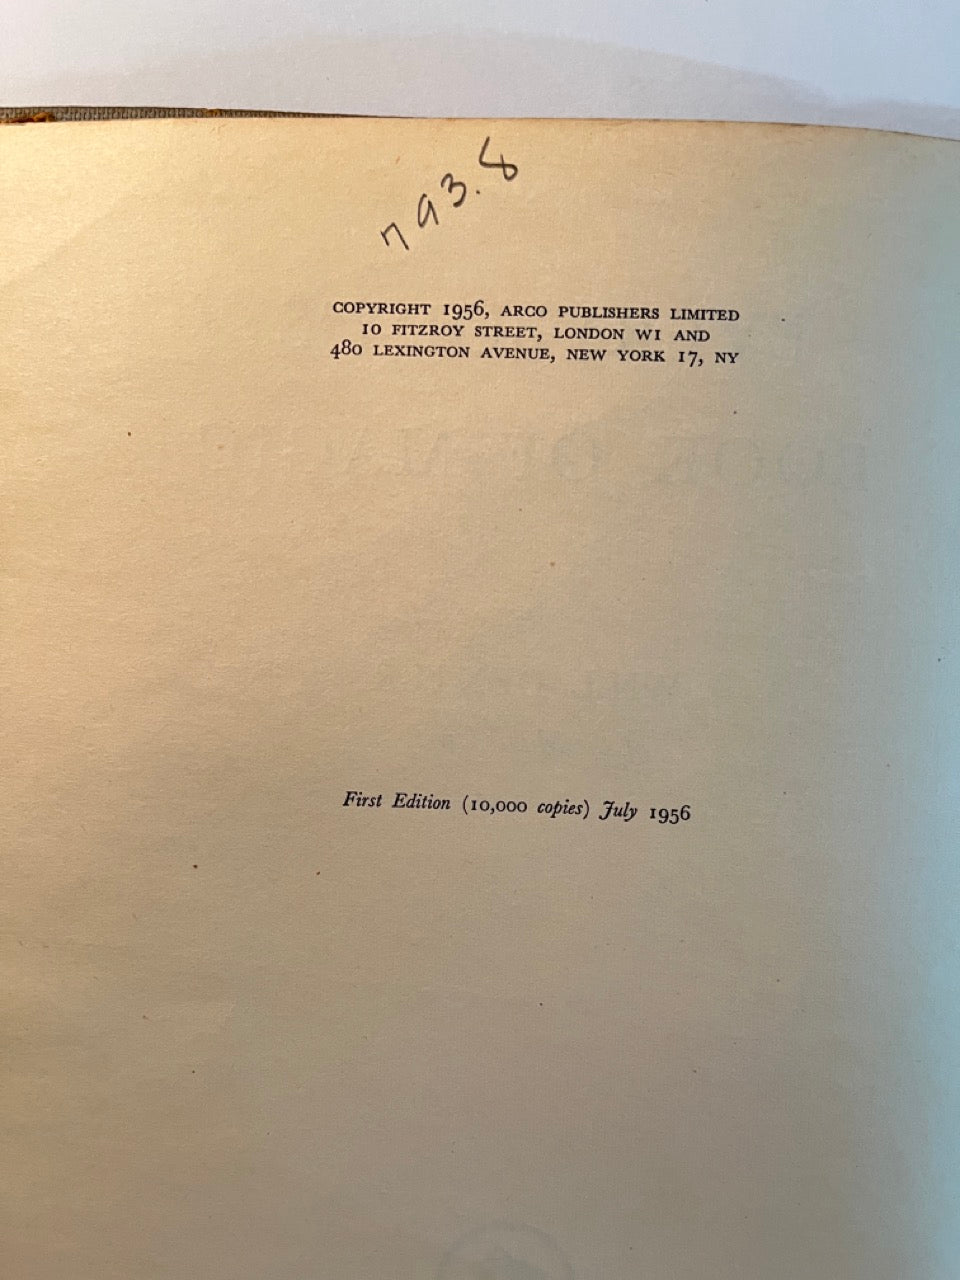 793.8
COPYRIGHT 1956, ARCO PUBLISHERS LIMITED
10 FITZROY STREET, LONDON W1 AND
480 LEXINGTON AVENUE, NEW YORK 17, NY
First Edition (10,000 copies) July 1956